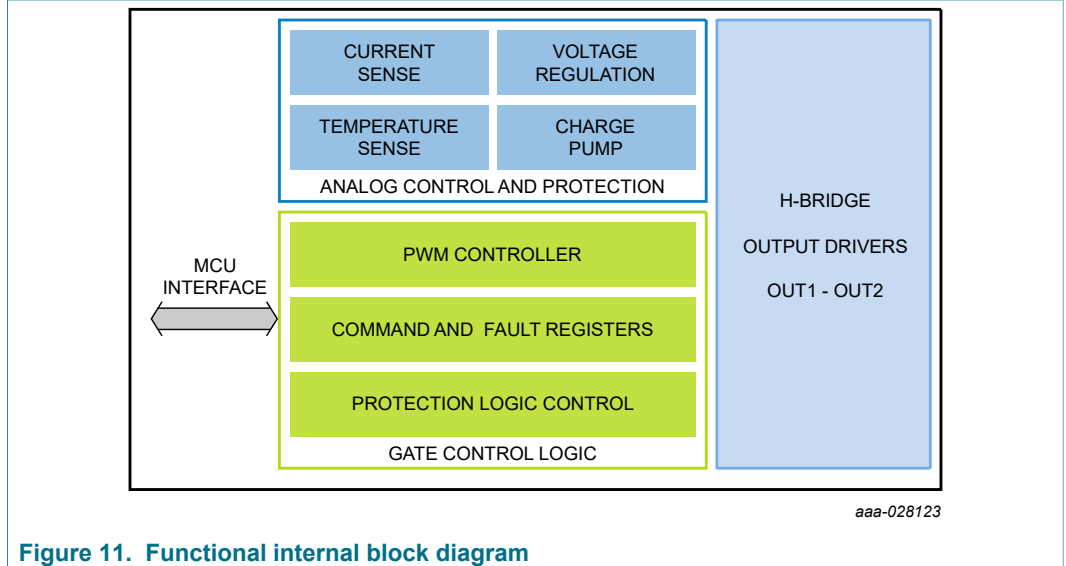 CURRENT
SENSE
VOLTAGE
REGULATION
TEMPERATURE
SENSE
CHARGE
PUMP
ANALOG CONTROL AND PROTECTION
MCU
INTERFACE
PWM CONTROLLER
COMMAND AND FAULT REGISTERS
PROTECTION LOGIC CONTROL
GATE CONTROL LOGIC
H-BRIDGE
OUTPUT DRIVERS
OUT1 - OUT2
aaa-028123
Figure 11. Functional internal block diagram